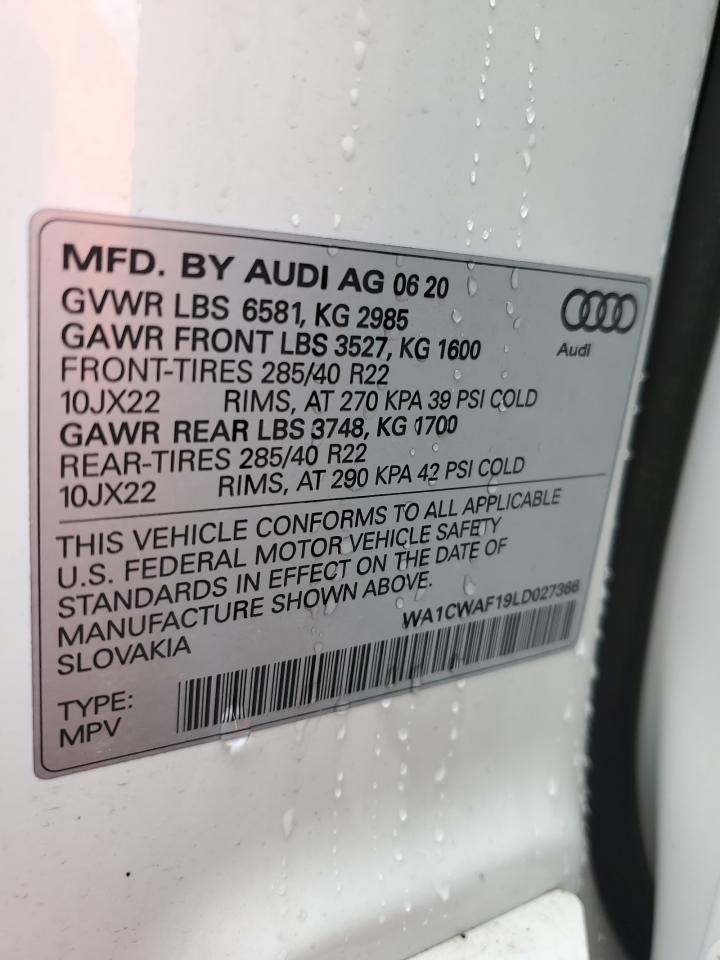 MFD. BY AUDI AG 06 20
GVWR LBS 6581, KG 2985
GAWR FRONT LBS 3527, KG 1600
FRONT-TIRES 285/40 R22
10JX22 RIMS, AT 270 KPA 39 PSI COLD
GAWR REAR LBS 3748, KG 1700
REAR-TIRES 285/40 R22
10JX22 RIMS, AT 290 KPA 42 PSI COLD
Audi
THIS VEHICLE CONFORMS TO ALL APPLICABLE
U.S. FEDERAL MOTOR VEHICLE SAFETY
STANDARDS IN EFFECT ON THE DATE OF
MANUFACTURE SHOWN ABOVE.
SLOVAKIA
WA1CWAF19LD027366
TYPE:
MPV